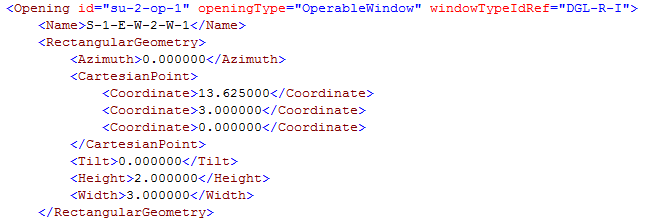 <Opening id="su-2-op-1" openingType="OperableWindow" windowTypeIdRef="DGL-R-I">
<Name>S-1-E-W-2-W-1</Name>
<RectangularGeometry>
<Azimuth>0.000000</Azimuth>
<CartesianPoint>
<Coordinate>13.625000</Coordinate>
<Coordinate>3.000000</Coordinate>
<Coordinate>0.000000</Coordinate>
</CartesianPoint>
<Tilt>0.000000</Tilt>
<Height>2.000000</Height>
<Width>3.000000</Width>
</RectangularGeometry>